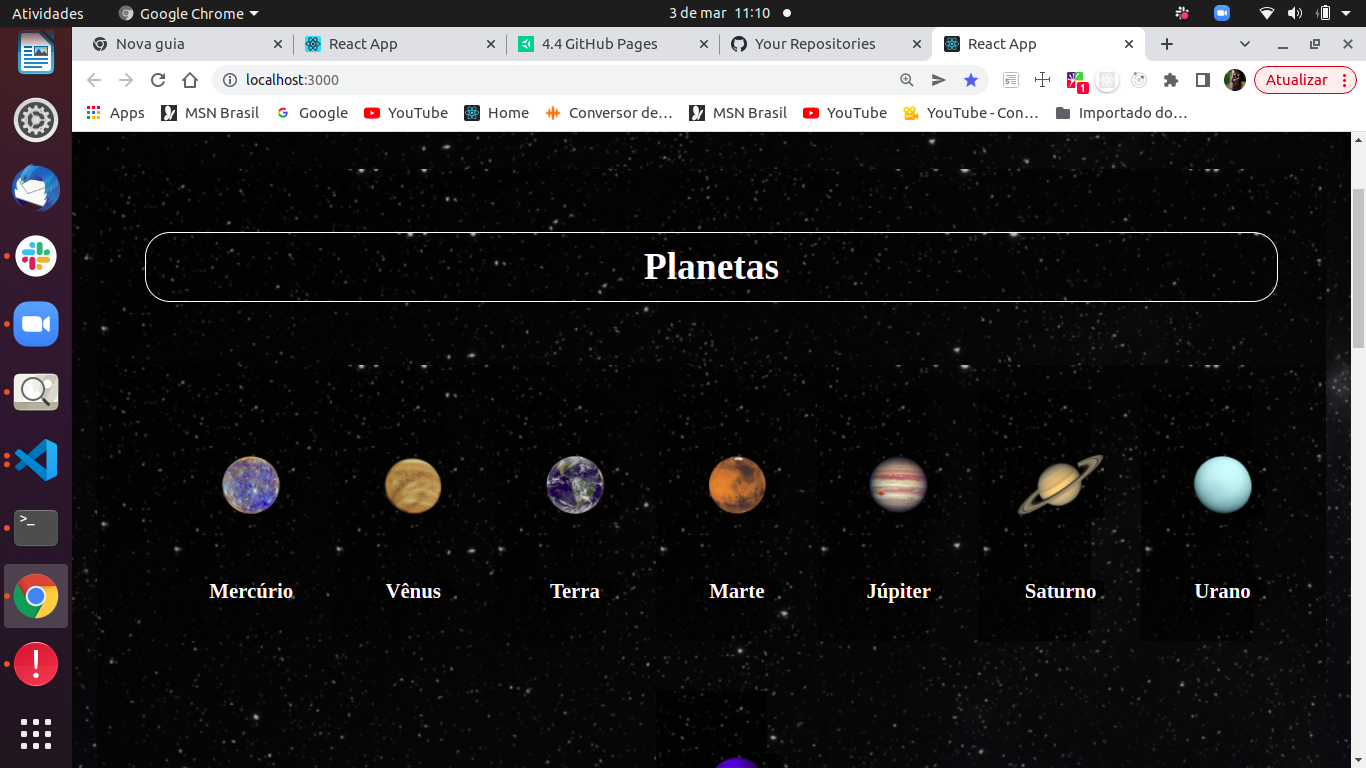 Atividades Google Chrome 3 de mar 11:10
Nova guia React App 4.4 GitHub Pages Your Repositories React App
localhost:3000 1 Atualizar
Apps MSN Brasil Google YouTube Home Conversor de... MSN Brasil YouTube YouTube - Con... Importado do...
Planetas
Mercúrio Vênus Terra Marte Júpiter Saturno Urano